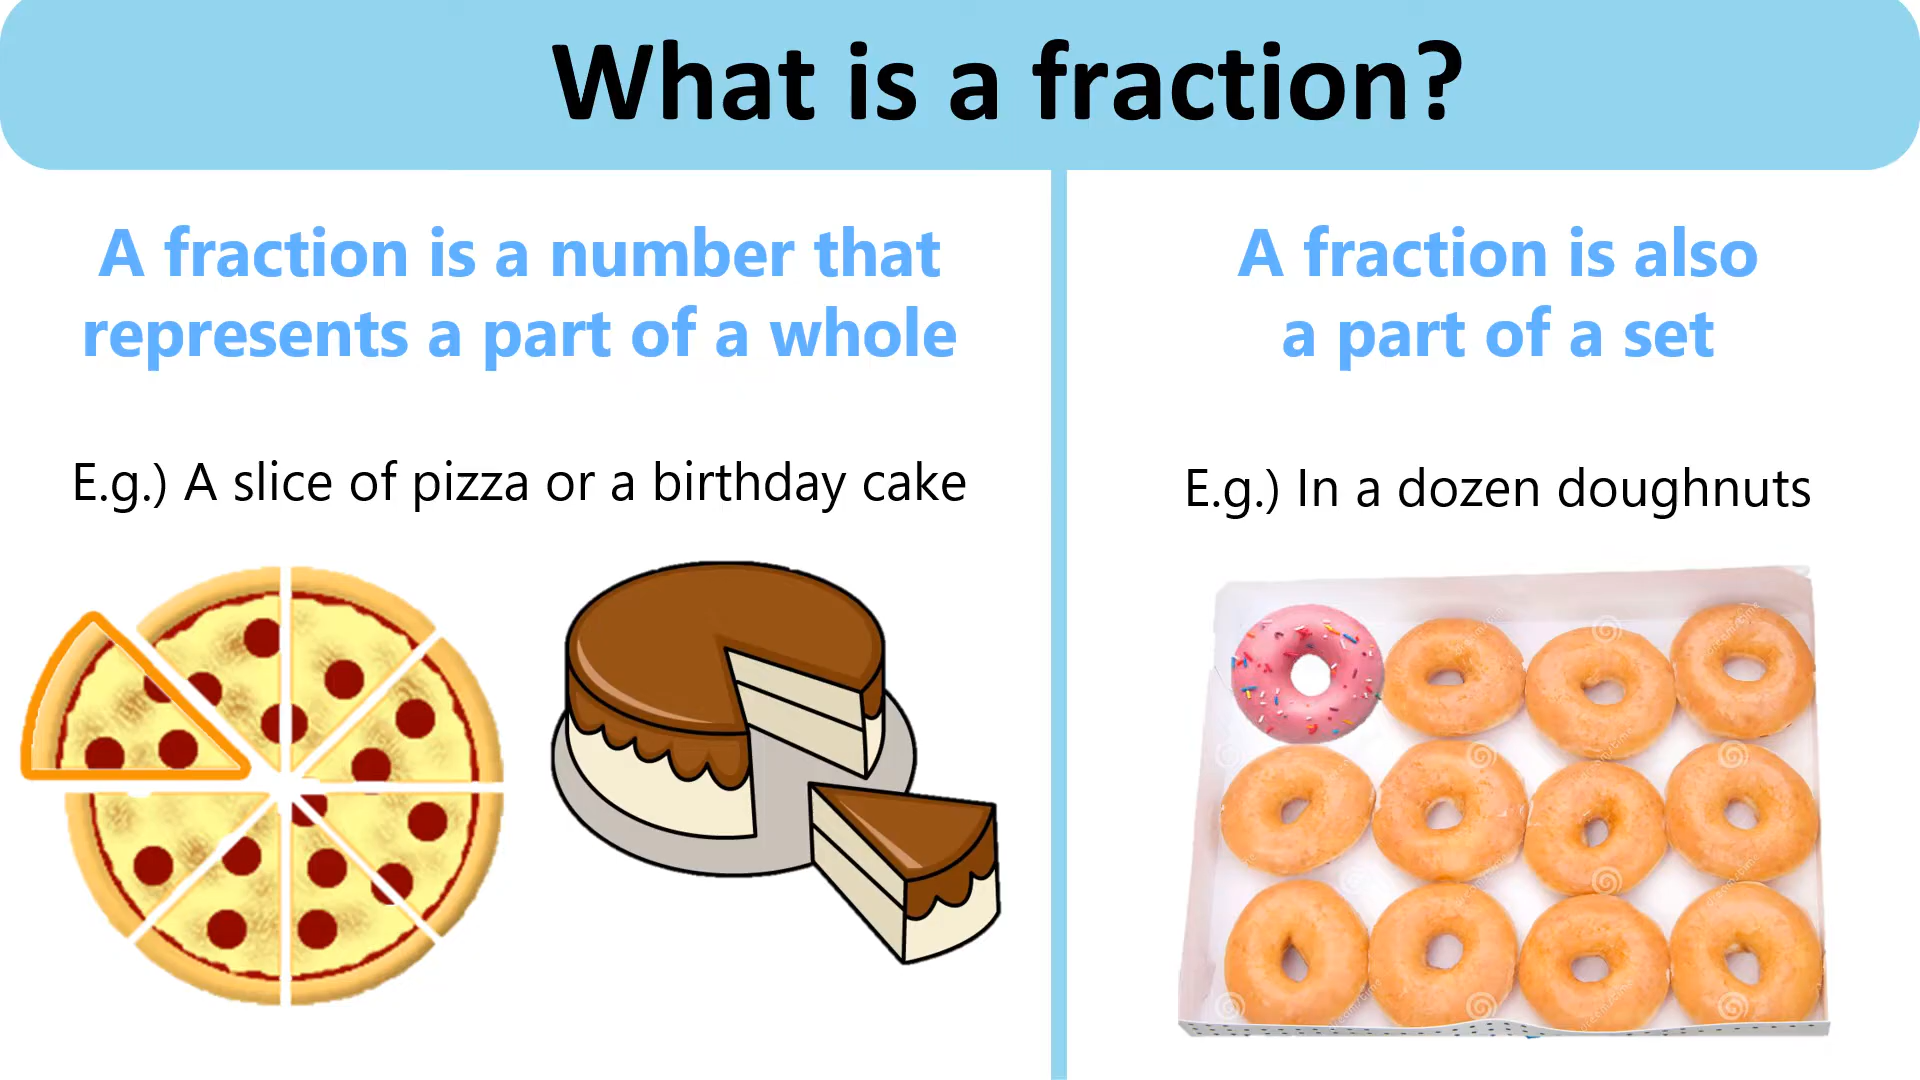 What is a fraction?
A fraction is a number that
represents a part of a whole
E.g.) A slice of pizza or a birthday cake
A fraction is also
a part of a set
E.g.) In a dozen doughnuts